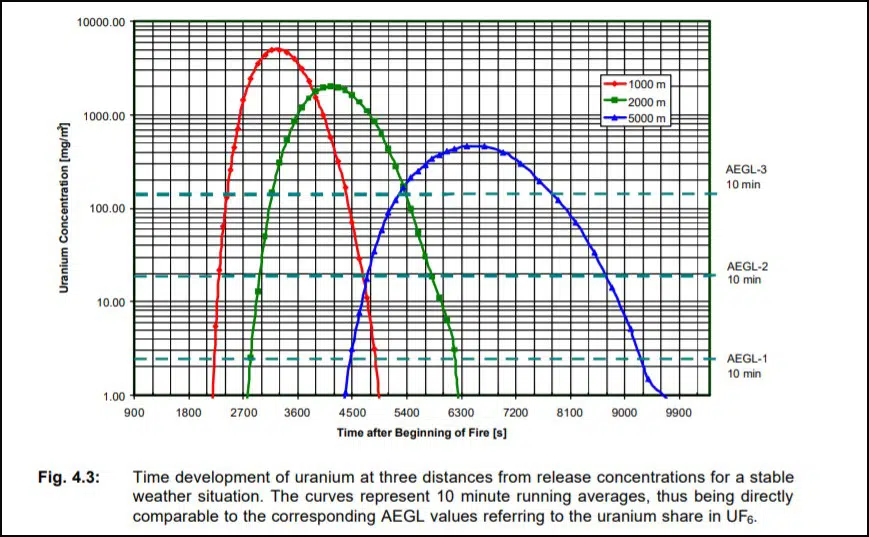 10000.00
1000.00
100.00
10.00
1.00
Uranium Concentration [mg/m³]
1000 m
2000 m
5000 m
AEGL-3
10 min
AEGL-2
10 min
AEGL-1
10 min
900 1800 2700 3600 4500 5400 6300 7200 8100 9000 9900
Time after Beginning of Fire [s]
Fig. 4.3: Time development of uranium at three distances from release concentrations for a stable
weather situation. The curves represent 10 minute running averages, thus being directly
comparable to the corresponding AEGL values referring to the uranium share in UF₆.